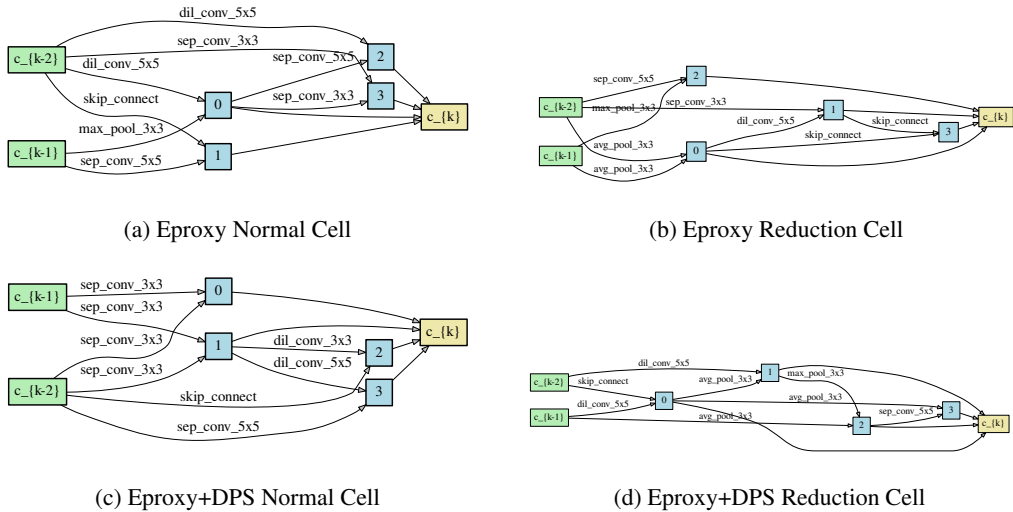 dil_conv_5x5
c_{k-2}
sep_conv_3x3
2
sep_conv_5x5
dil_conv_5x5
3
skip_connect
0
sep_conv_3x3
c_{k}
max_pool_3x3
c_{k-1}
sep_conv_5x5
1
(a) Eproxy Normal Cell
2
sep_conv_5x5
c_{k-2}
max_pool_3x3
sep_conv_3x3
1
c_{k}
dil_conv_5x5
skip_connect
3
skip_connect
c_{k-1}
avg_pool_3x3
0
avg_pool_3x3
(b) Eproxy Reduction Cell
sep_conv_3x3
0
c_{k-1}
sep_conv_3x3
c_{k}
sep_conv_3x3
1
dil_conv_3x3
2
dil_conv_5x5
sep_conv_3x3
c_{k-2}
3
skip_connect
sep_conv_5x5
(c) Eproxy+DPS Normal Cell
dil_conv_5x5
1
max_pool_3x3
c_{k-2}
skip_connect
avg_pool_3x3
0
avg_pool_3x3
dil_conv_5x5
c_{k-1}
avg_pool_3x3
sep_conv_5x5
3
2
c_{k}
(d) Eproxy+DPS Reduction Cell